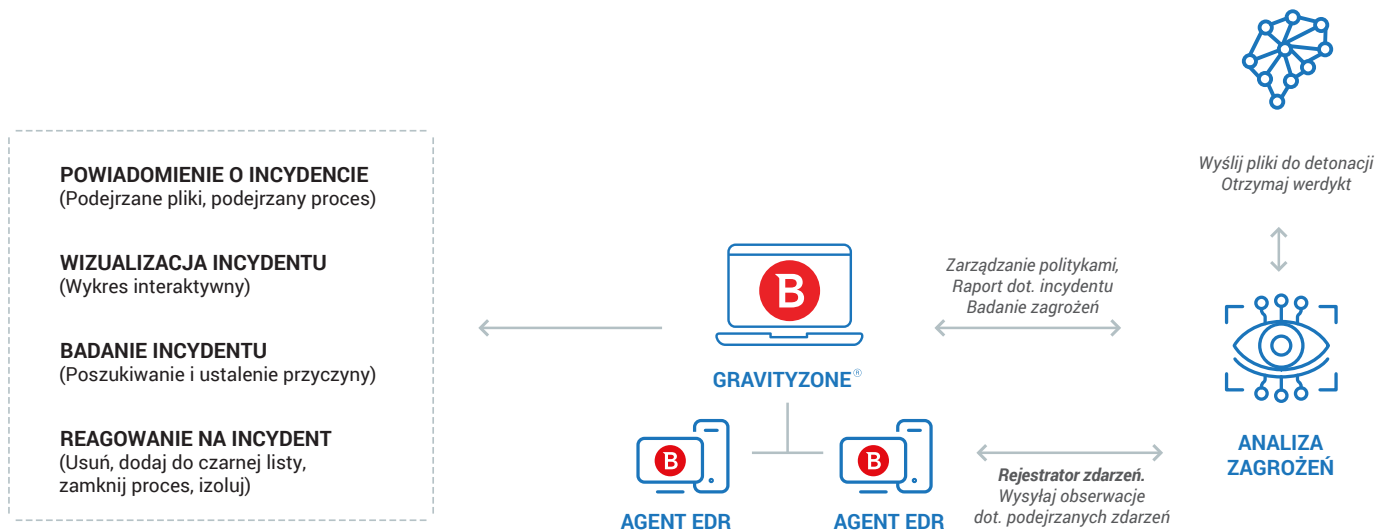 POWIADOMIENIE O INCYDENCIE
(Podejrzane pliki, podejrzany proces)
WIZUALIZACJA INCYDENTU
(Wykres interaktywny)
BADANIE INCYDENTU
(Poszukiwanie i ustalenie przyczyny)
REAGOWANIE NA INCYDENT
(Usuń, dodaj do czarnej listy,
zamknij proces, izoluj)
B
GRAVITYZONE®
B
AGENT EDR
B
AGENT EDR
Zarządzanie politykami,
Raport dot. incydentu
Badanie zagrożeń
Rejestrator zdarzeń.
Wysyłaj obserwacje
dot. podejrzanych zdarzeń
Wyślij pliki do detonacji
Otrzymaj werdykt
ANALIZA
ZAGROŻEŃ